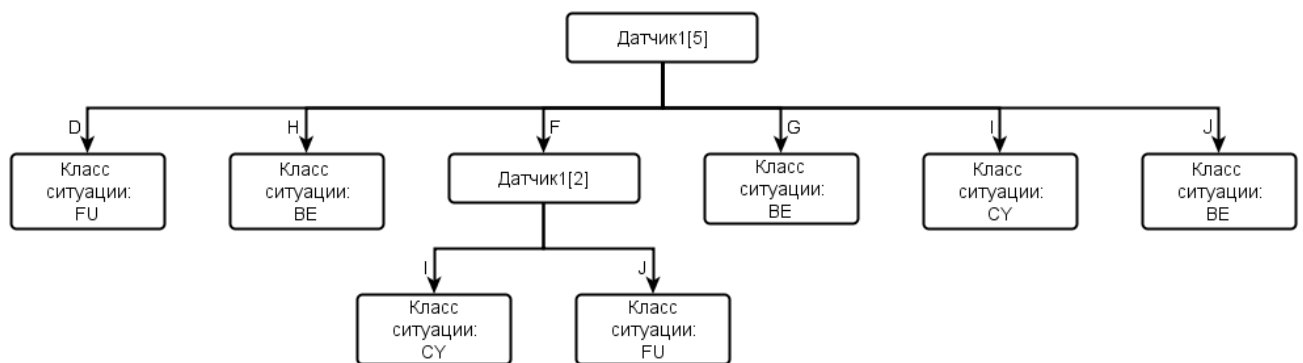 Датчик1[5]
D
H
F
G
I
J
Класс
ситуации:
FU
Класс
ситуации:
BE
Датчик1[2]
Класс
ситуации:
BE
Класс
ситуации:
CY
Класс
ситуации:
BE
I
J
Класс
ситуации:
CY
Класс
ситуации:
FU